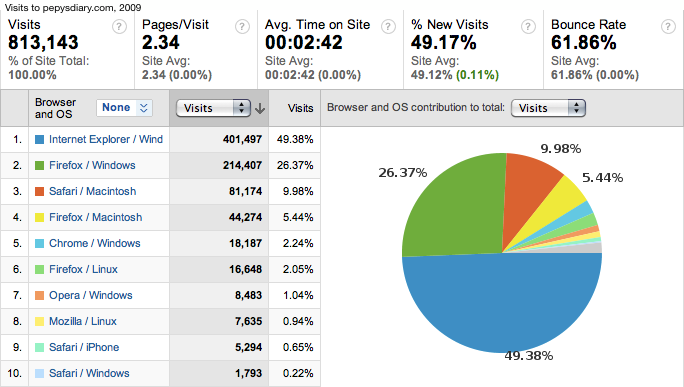 Visits to pepysdiary.com, 2009
Visits ?
813,143
% of Site Total:
100.00%
Pages/Visit ?
2.34
Site Avg:
2.34 (0.00%)
Avg. Time on Site ?
00:02:42
Site Avg:
00:02:42 (0.00%)
% New Visits ?
49.17%
Site Avg:
49.12% (0.11%)
Bounce Rate ?
61.86%
Site Avg:
61.86% (0.00%)
Browser and OS None Visits Visits Browser and OS contribution to total: Visits
1. Internet Explorer / Wind 401,497 49.38%
2. Firefox / Windows 214,407 26.37%
3. Safari / Macintosh 81,174 9.98%
4. Firefox / Macintosh 44,274 5.44%
5. Chrome / Windows 18,187 2.24%
6. Firefox / Linux 16,648 2.05%
7. Opera / Windows 8,483 1.04%
8. Mozilla / Linux 7,635 0.94%
9. Safari / iPhone 5,294 0.65%
10. Safari / Windows 1,793 0.22%
9.98%
26.37%
5.44%
49.38%